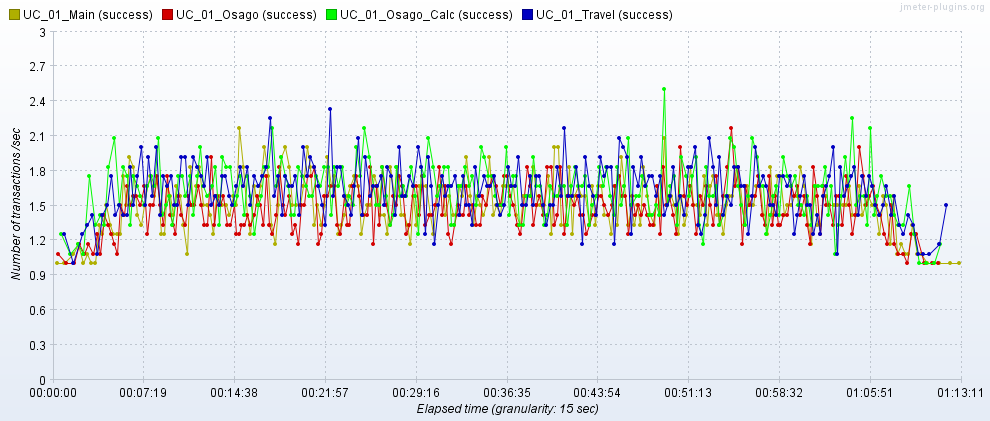 jmeter-plugins.org
UC_01_Main (success) UC_01_Osago (success) UC_01_Osago_Calc (success) UC_01_Travel (success)
3
2.7
2.4
2.1
1.8
1.5
1.2
0.9
0.6
0.3
0
Number of transactions/sec
00:00:00 00:07:19 00:14:38 00:21:57 00:29:16 00:36:35 00:43:54 00:51:13 00:58:32 01:05:51 01:13:11
Elapsed time (granularity: 15 sec)